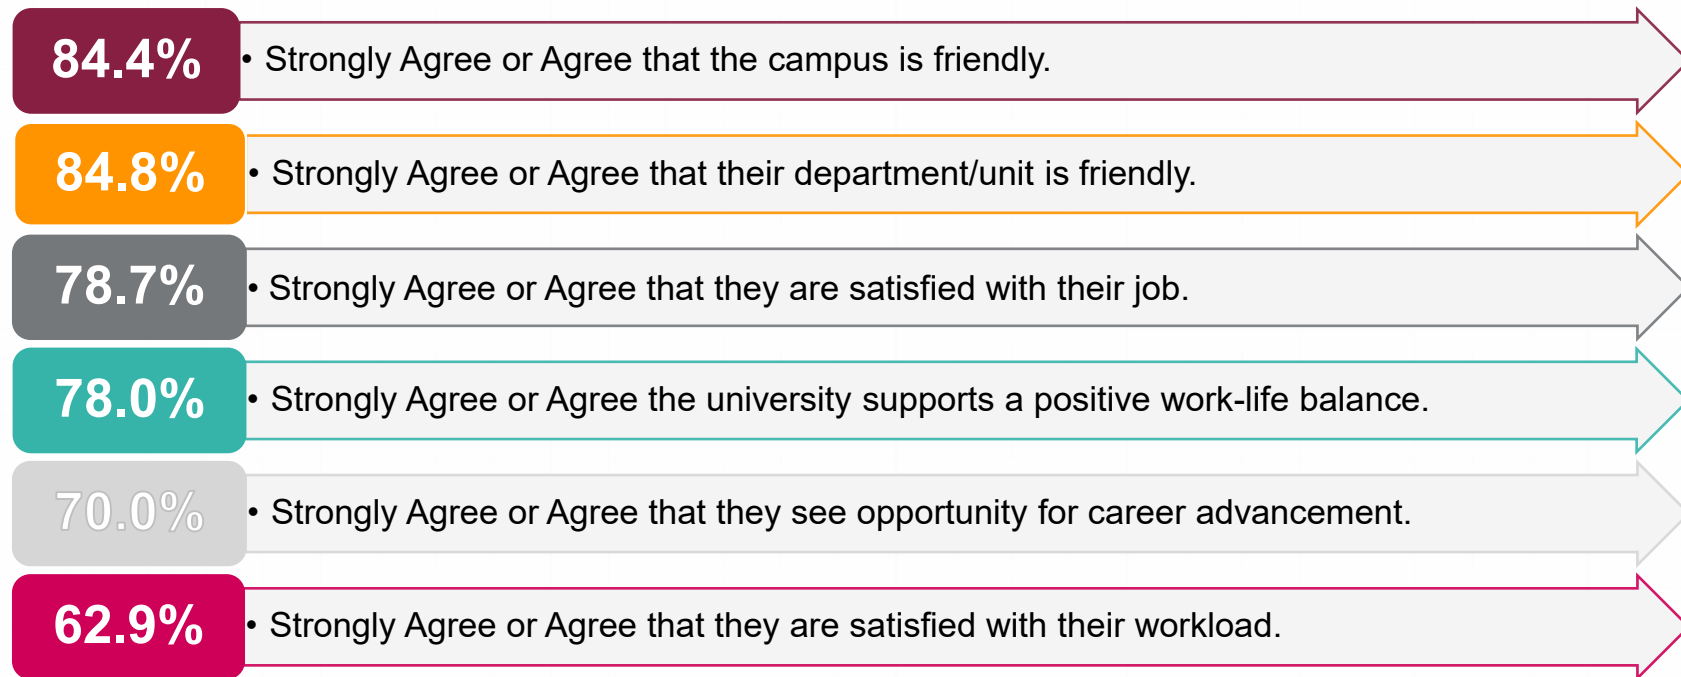 84.4% • Strongly Agree or Agree that the campus is friendly.
84.8% • Strongly Agree or Agree that their department/unit is friendly.
78.7% • Strongly Agree or Agree that they are satisfied with their job.
78.0% • Strongly Agree or Agree the university supports a positive work-life balance.
70.0% • Strongly Agree or Agree that they see opportunity for career advancement.
62.9% • Strongly Agree or Agree that they are satisfied with their workload.